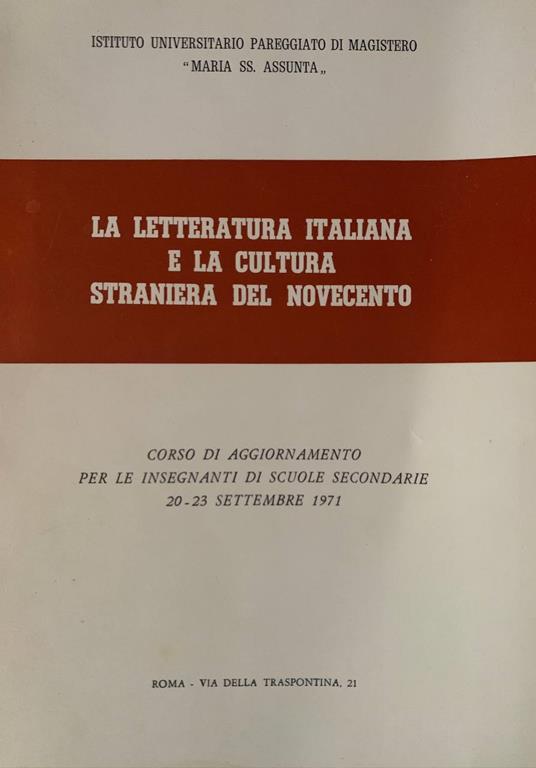 ISTITUTO UNIVERSITARIO PAREGGIATO DI MAGISTERO
“MARIA SS. ASSUNTA„
LA LETTERATURA ITALIANA
E LA CULTURA
STRANIERA DEL NOVECENTO
CORSO DI AGGIORNAMENTO
PER LE INSEGNANTI DI SCUOLE SECONDARIE
20-23 SETTEMBRE 1971
ROMA - VIA DELLA TRASPONTINA, 21